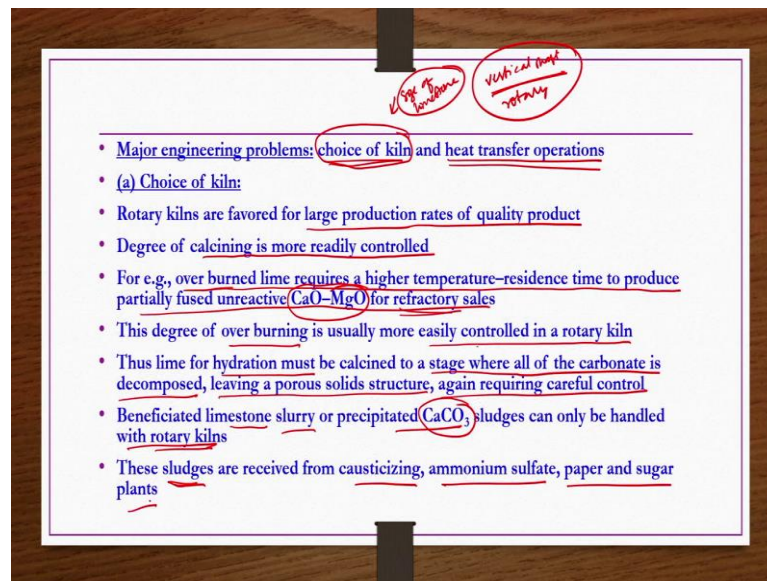 size of
limestone
vertical shaft
rotary
• Major engineering problems: choice of kiln and heat transfer operations
• (a) Choice of kiln:
• Rotary kilns are favored for large production rates of quality product
• Degree of calcining is more readily controlled
• For e.g., over burned lime requires a higher temperature–residence time to produce
partially fused unreactive CaO–MgO for refractory sales
• This degree of over burning is usually more easily controlled in a rotary kiln
• Thus lime for hydration must be calcined to a stage where all of the carbonate is
decomposed, leaving a porous solids structure, again requiring careful control
• Beneficiated limestone slurry or precipitated CaCO₃ sludges can only be handled
with rotary kilns
• These sludges are received from causticizing, ammonium sulfate, paper and sugar
plants